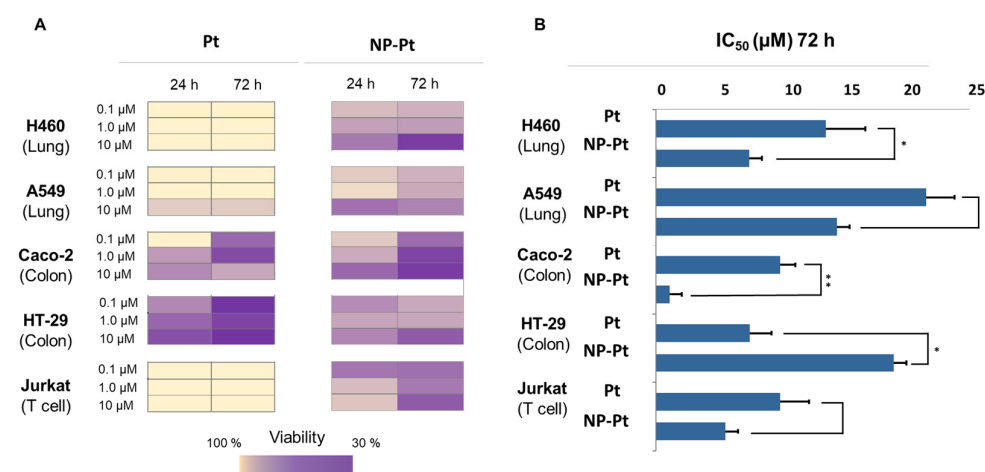 A
Pt
NP-Pt
24 h 72 h 24 h 72 h
H460
(Lung)
0.1 µM
1.0 µM
10 µM
A549
(Lung)
0.1 µM
1.0 µM
10 µM
Caco-2
(Colon)
0.1 µM
1.0 µM
10 µM
HT-29
(Colon)
0.1 µM
1.0 µM
10 µM
Jurkat
(T cell)
0.1 µM
1.0 µM
10 µM
100 % Viability 30 %
B
IC50 (µM) 72 h
0 5 10 15 20 25
H460
(Lung)
Pt
NP-Pt
*
A549
(Lung)
Pt
NP-Pt
Caco-2
(Colon)
Pt
NP-Pt
**
HT-29
(Colon)
Pt
NP-Pt
*
Jurkat
(T cell)
Pt
NP-Pt